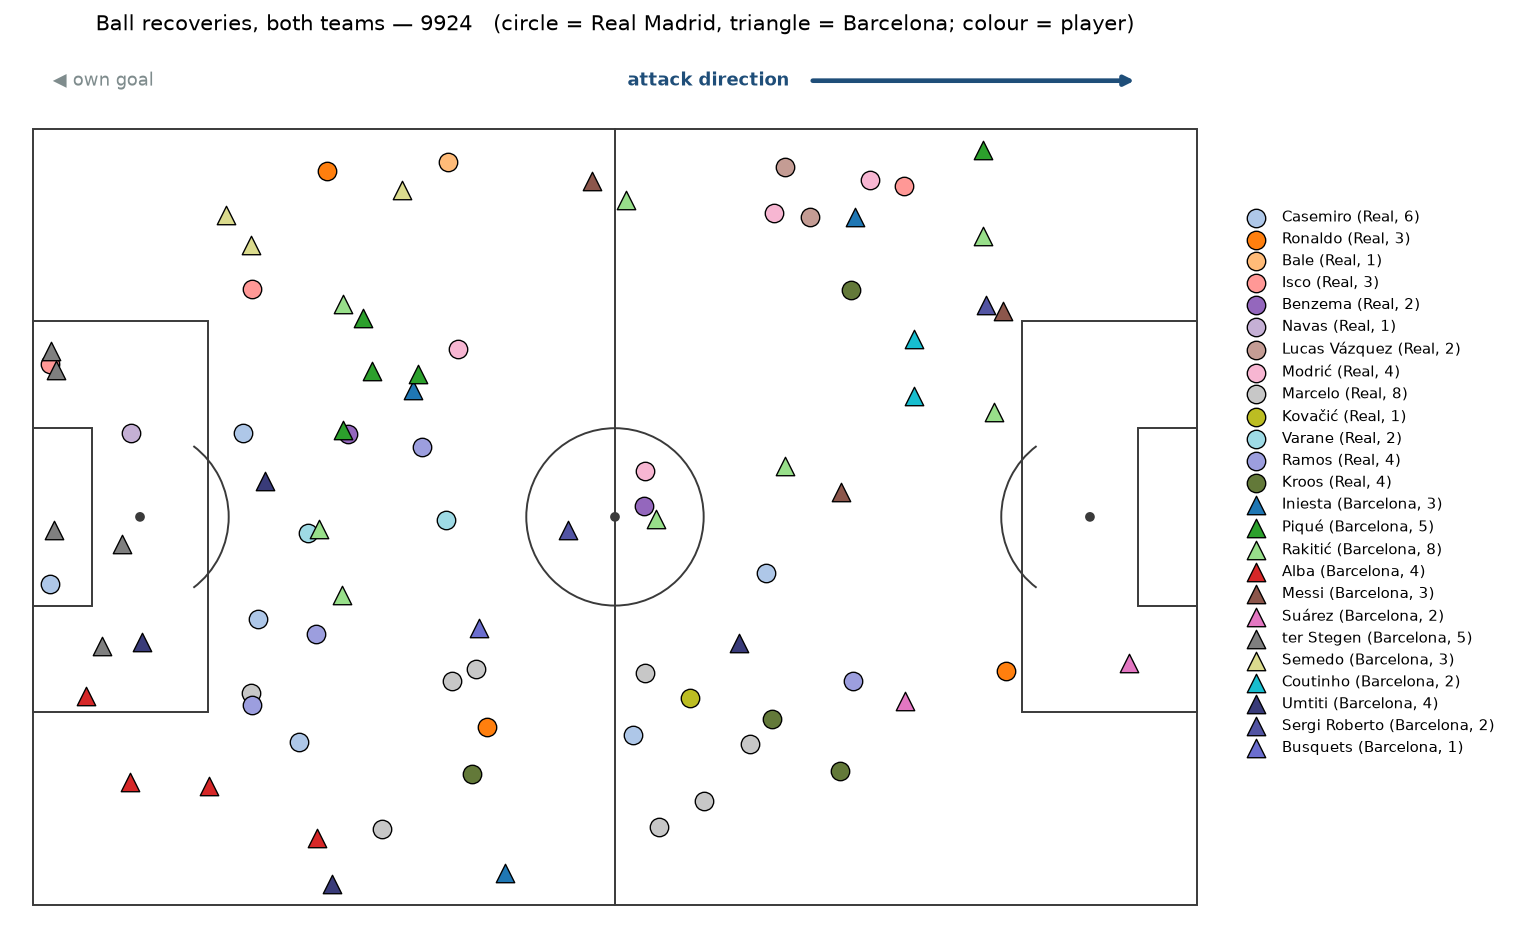 Ball recoveries, both teams — 9924   (circle = Real Madrid, triangle = Barcelona; colour = player)
◄ own goal
attack direction
Casemiro (Real, 6)
Ronaldo (Real, 3)
Bale (Real, 1)
Isco (Real, 3)
Benzema (Real, 2)
Navas (Real, 1)
Lucas Vázquez (Real, 2)
Modrić (Real, 4)
Marcelo (Real, 8)
Kovačić (Real, 1)
Varane (Real, 2)
Ramos (Real, 4)
Kroos (Real, 4)
Iniesta (Barcelona, 3)
Piqué (Barcelona, 5)
Rakitić (Barcelona, 8)
Alba (Barcelona, 4)
Messi (Barcelona, 3)
Suárez (Barcelona, 2)
ter Stegen (Barcelona, 5)
Semedo (Barcelona, 3)
Coutinho (Barcelona, 2)
Umtiti (Barcelona, 4)
Sergi Roberto (Barcelona, 2)
Busquets (Barcelona, 1)